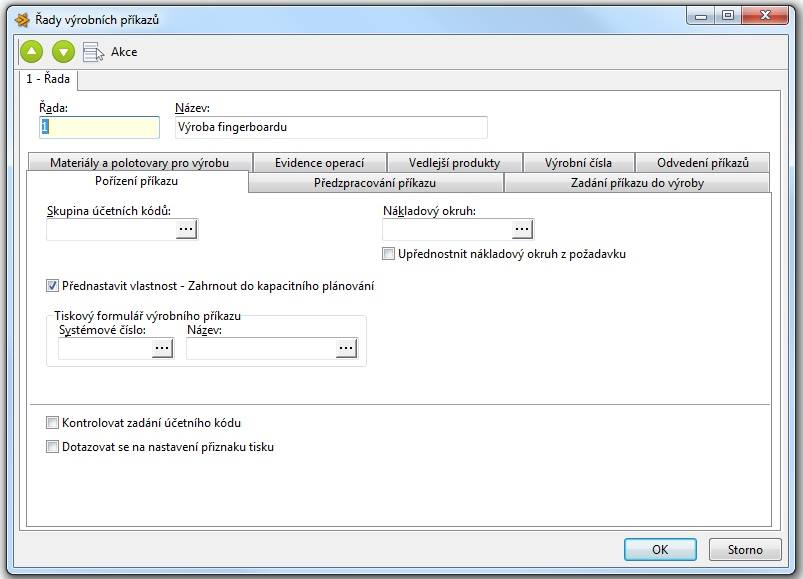 Řady výrobních příkazů
Akce
1 - Řada
Řada:
Název:
1
Výroba fingerboardu
Materiály a polotovary pro výrobu
Evidence operací
Vedlejší produkty
Výrobní čísla
Odvedení příkazů
Pořízení příkazu
Předzpracování příkazu
Zadání příkazu do výroby
Skupina účetních kódů:
Nákladový okruh:
Upřednostnit nákladový okruh z požadavku
Přednastavit vlastnost - Zahrnout do kapacitního plánování
Tiskový formulář výrobního příkazu
Systémové číslo:
Název:
Kontrolovat zadání účetního kódu
Dotazovat se na nastavení přiznaku tisku
OK
Storno